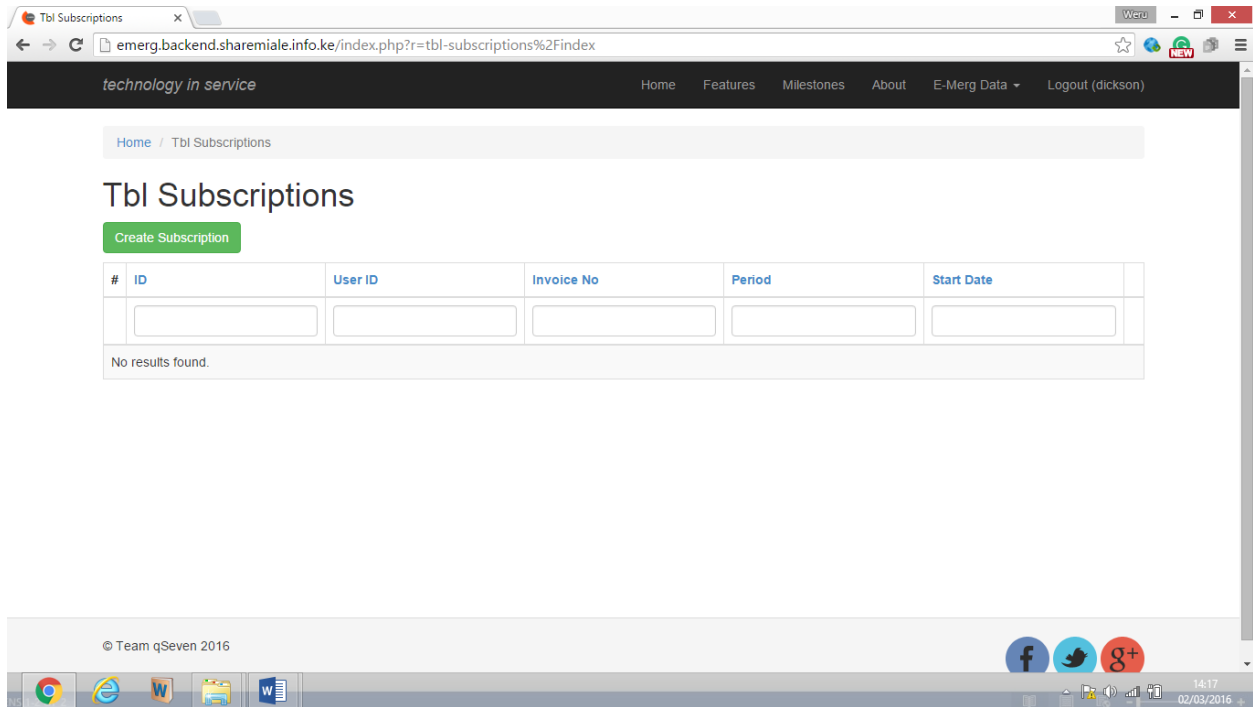 Tbl Subscriptions
Weru
emerg.backend.sharemiale.info.ke/index.php?r=tbl-subscriptions%2Findex
NEW
technology in service
Home Features Milestones About E-Merg Data Logout (dickson)
Home / Tbl Subscriptions
Tbl Subscriptions
Create Subscription
# ID User ID Invoice No Period Start Date
No results found.
© Team qSeven 2016
14:17
02/03/2016